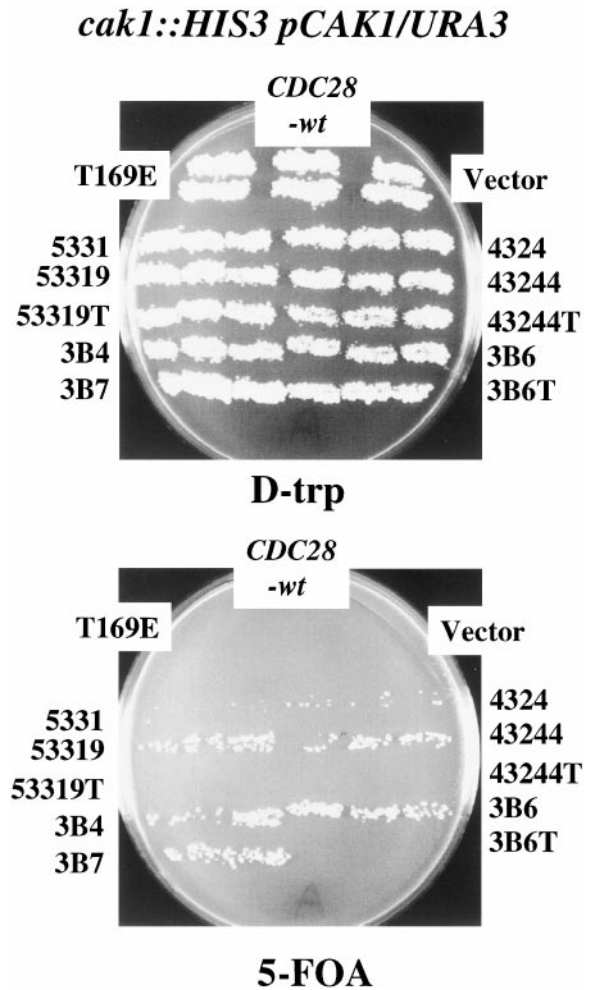 cak1::HIS3 pCAK1/URA3
CDC28
-wt
T169E
Vector
5331
4324
53319
43244
53319T
43244T
3B4
3B6
3B7
3B6T
D-trp
CDC28
-wt
T169E
Vector
5331
4324
53319
43244
53319T
43244T
3B4
3B6
3B7
3B6T
5-FOA